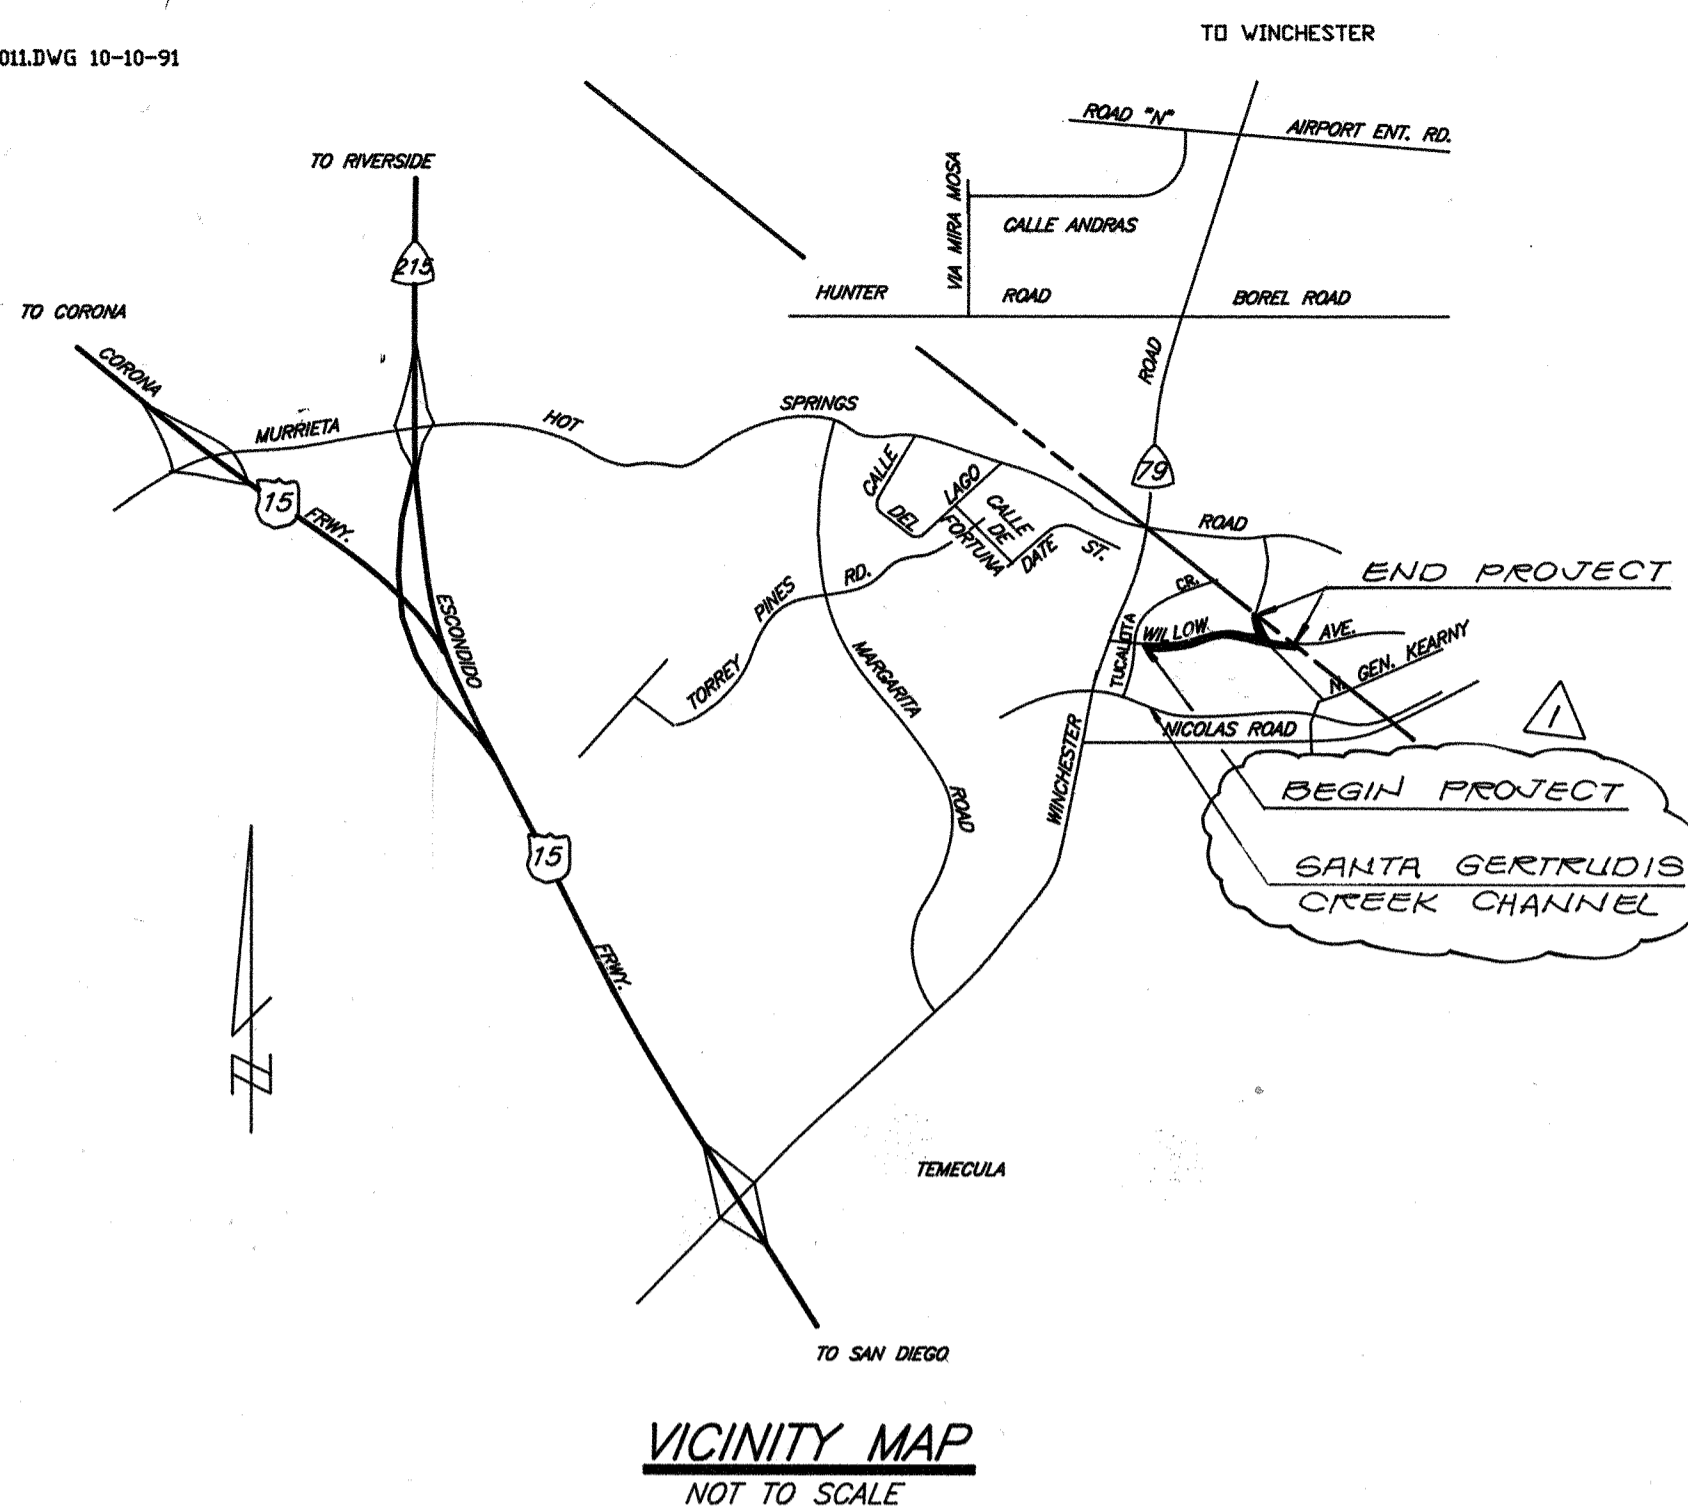 TO WINCHESTER
011.DWG 10-10-91
ROAD "N"
AIRPORT ENT. RD.
TO RIVERSIDE
VIA MIRA MOSA
CALLE ANDRAS
215
HUNTER ROAD BOREL ROAD
TO CORONA
CORONA
ROAD
MURRIETA HOT SPRINGS ROAD
79
15
FRWY.
CALLE DEL LAGO
CALLE DE FORTUNA
DATE ST.
END PROJECT
TORREY PINES RD.
CR.
TUCALOTA
WILLOW AVE.
N. GEN. KEARNY
ESCONDIDO
MARGARITA ROAD
WINCHESTER
NICOLAS ROAD
1
BEGIN PROJECT
15
SANTA GERTRUDIS
CREEK CHANNEL
FRWY.
N
TEMECULA
TO SAN DIEGO
VICINITY MAP
NOT TO SCALE